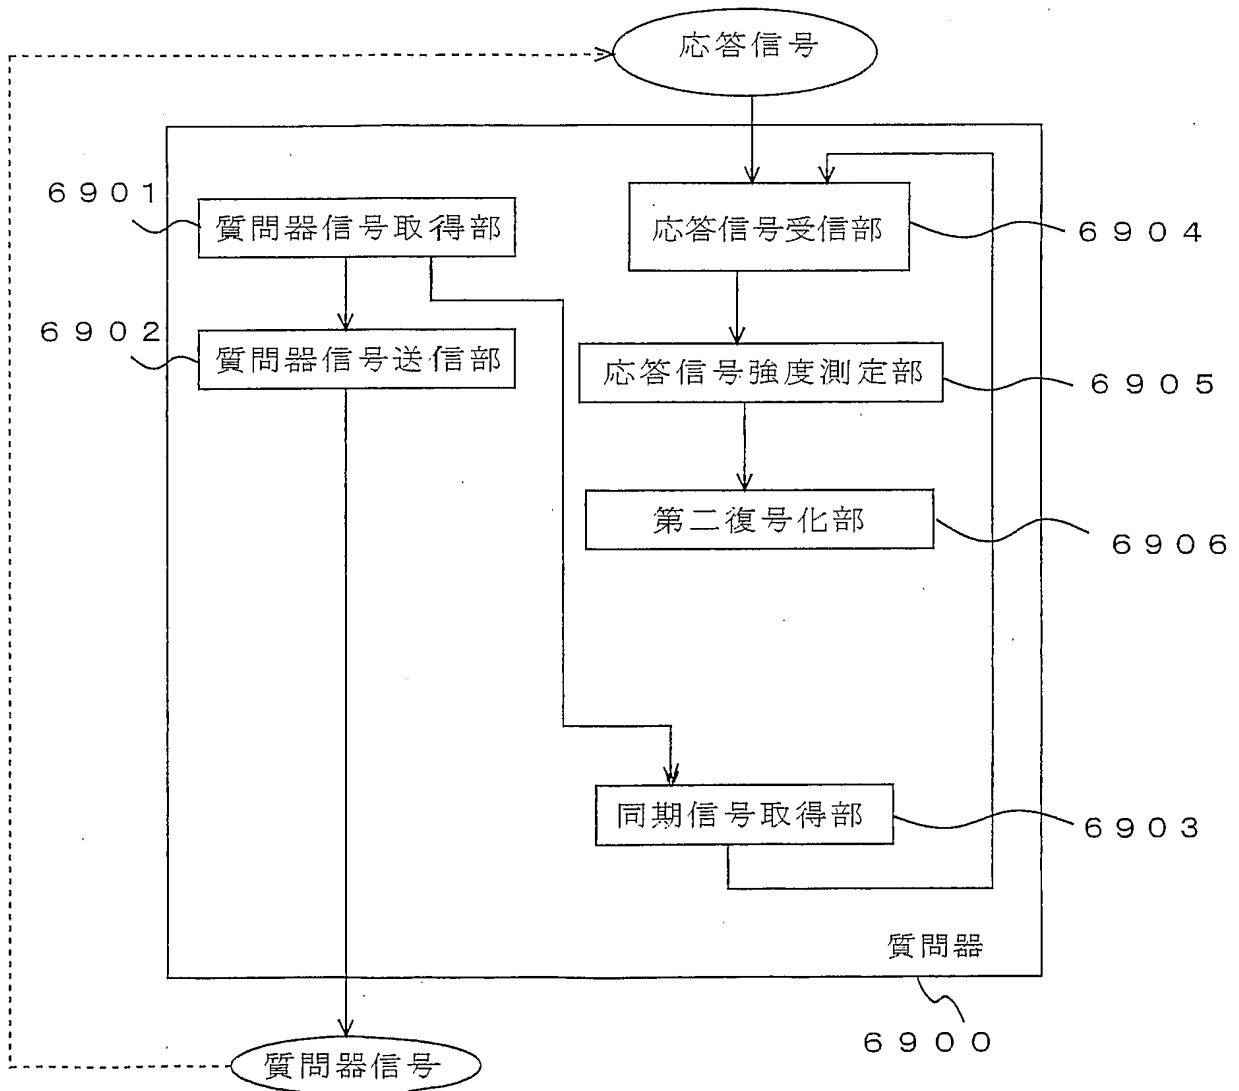 応答信号
6901
質問器信号取得部
応答信号受信部
6904
6902
質問器信号送信部
応答信号強度測定部
6905
第二復号化部
6906
同期信号取得部
6903
質問器
6900
質問器信号